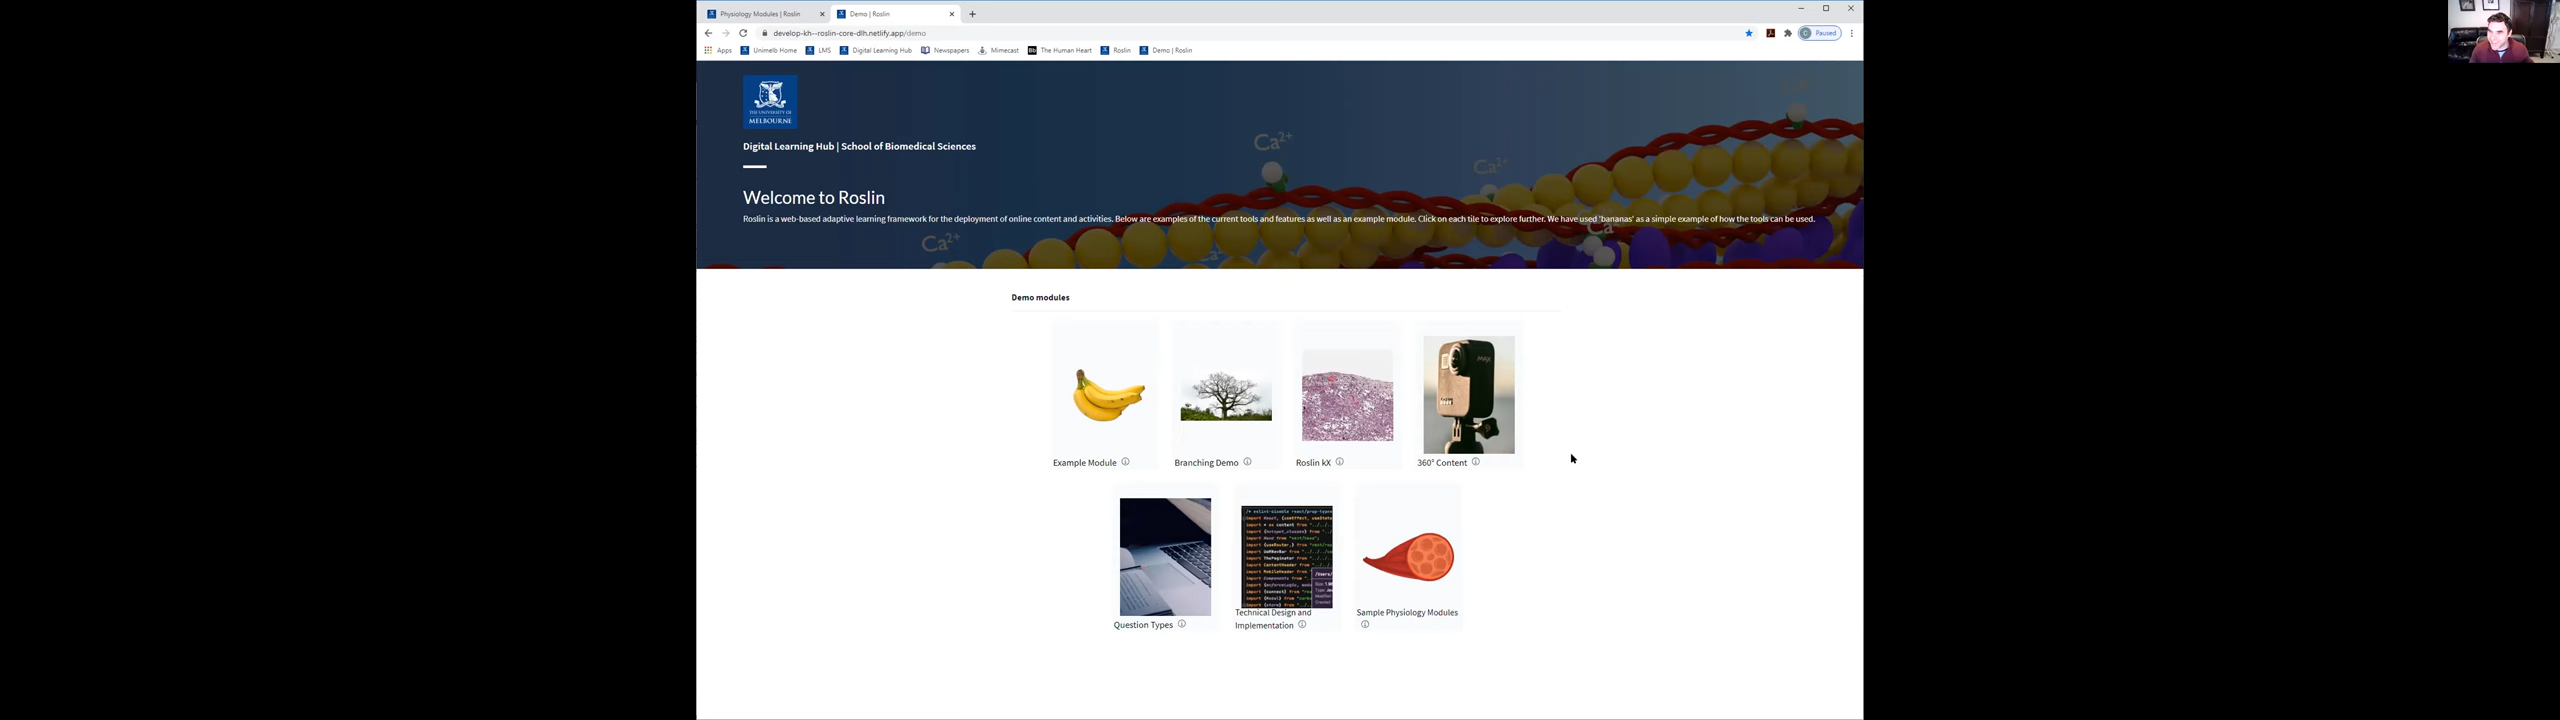 Physiology Modules | Roslin
Demo | Roslin
develop-kh--roslin-core-dlh.netlify.app/demo
Paused
Apps
Unimelb Home
LMS
Digital Learning Hub
Newspapers
Mimecast
Bb
The Human Heart
Roslin
Demo | Roslin
THE UNIVERSITY OF
MELBOURNE
Digital Learning Hub | School of Biomedical Sciences
Welcome to Roslin
Roslin is a web-based adaptive learning framework for the deployment of online content and activities. Below are examples of the current tools and features as well as an example module. Click on each tile to explore further. We have used 'bananas' as a simple example of how the tools can be used.
Ca2+
Ca2+
Ca2+
Demo modules
MAX
Example Module
Branching Demo
Roslin kX
360° Content
Question Types
Technical Design and
Implementation
Sample Physiology Modules